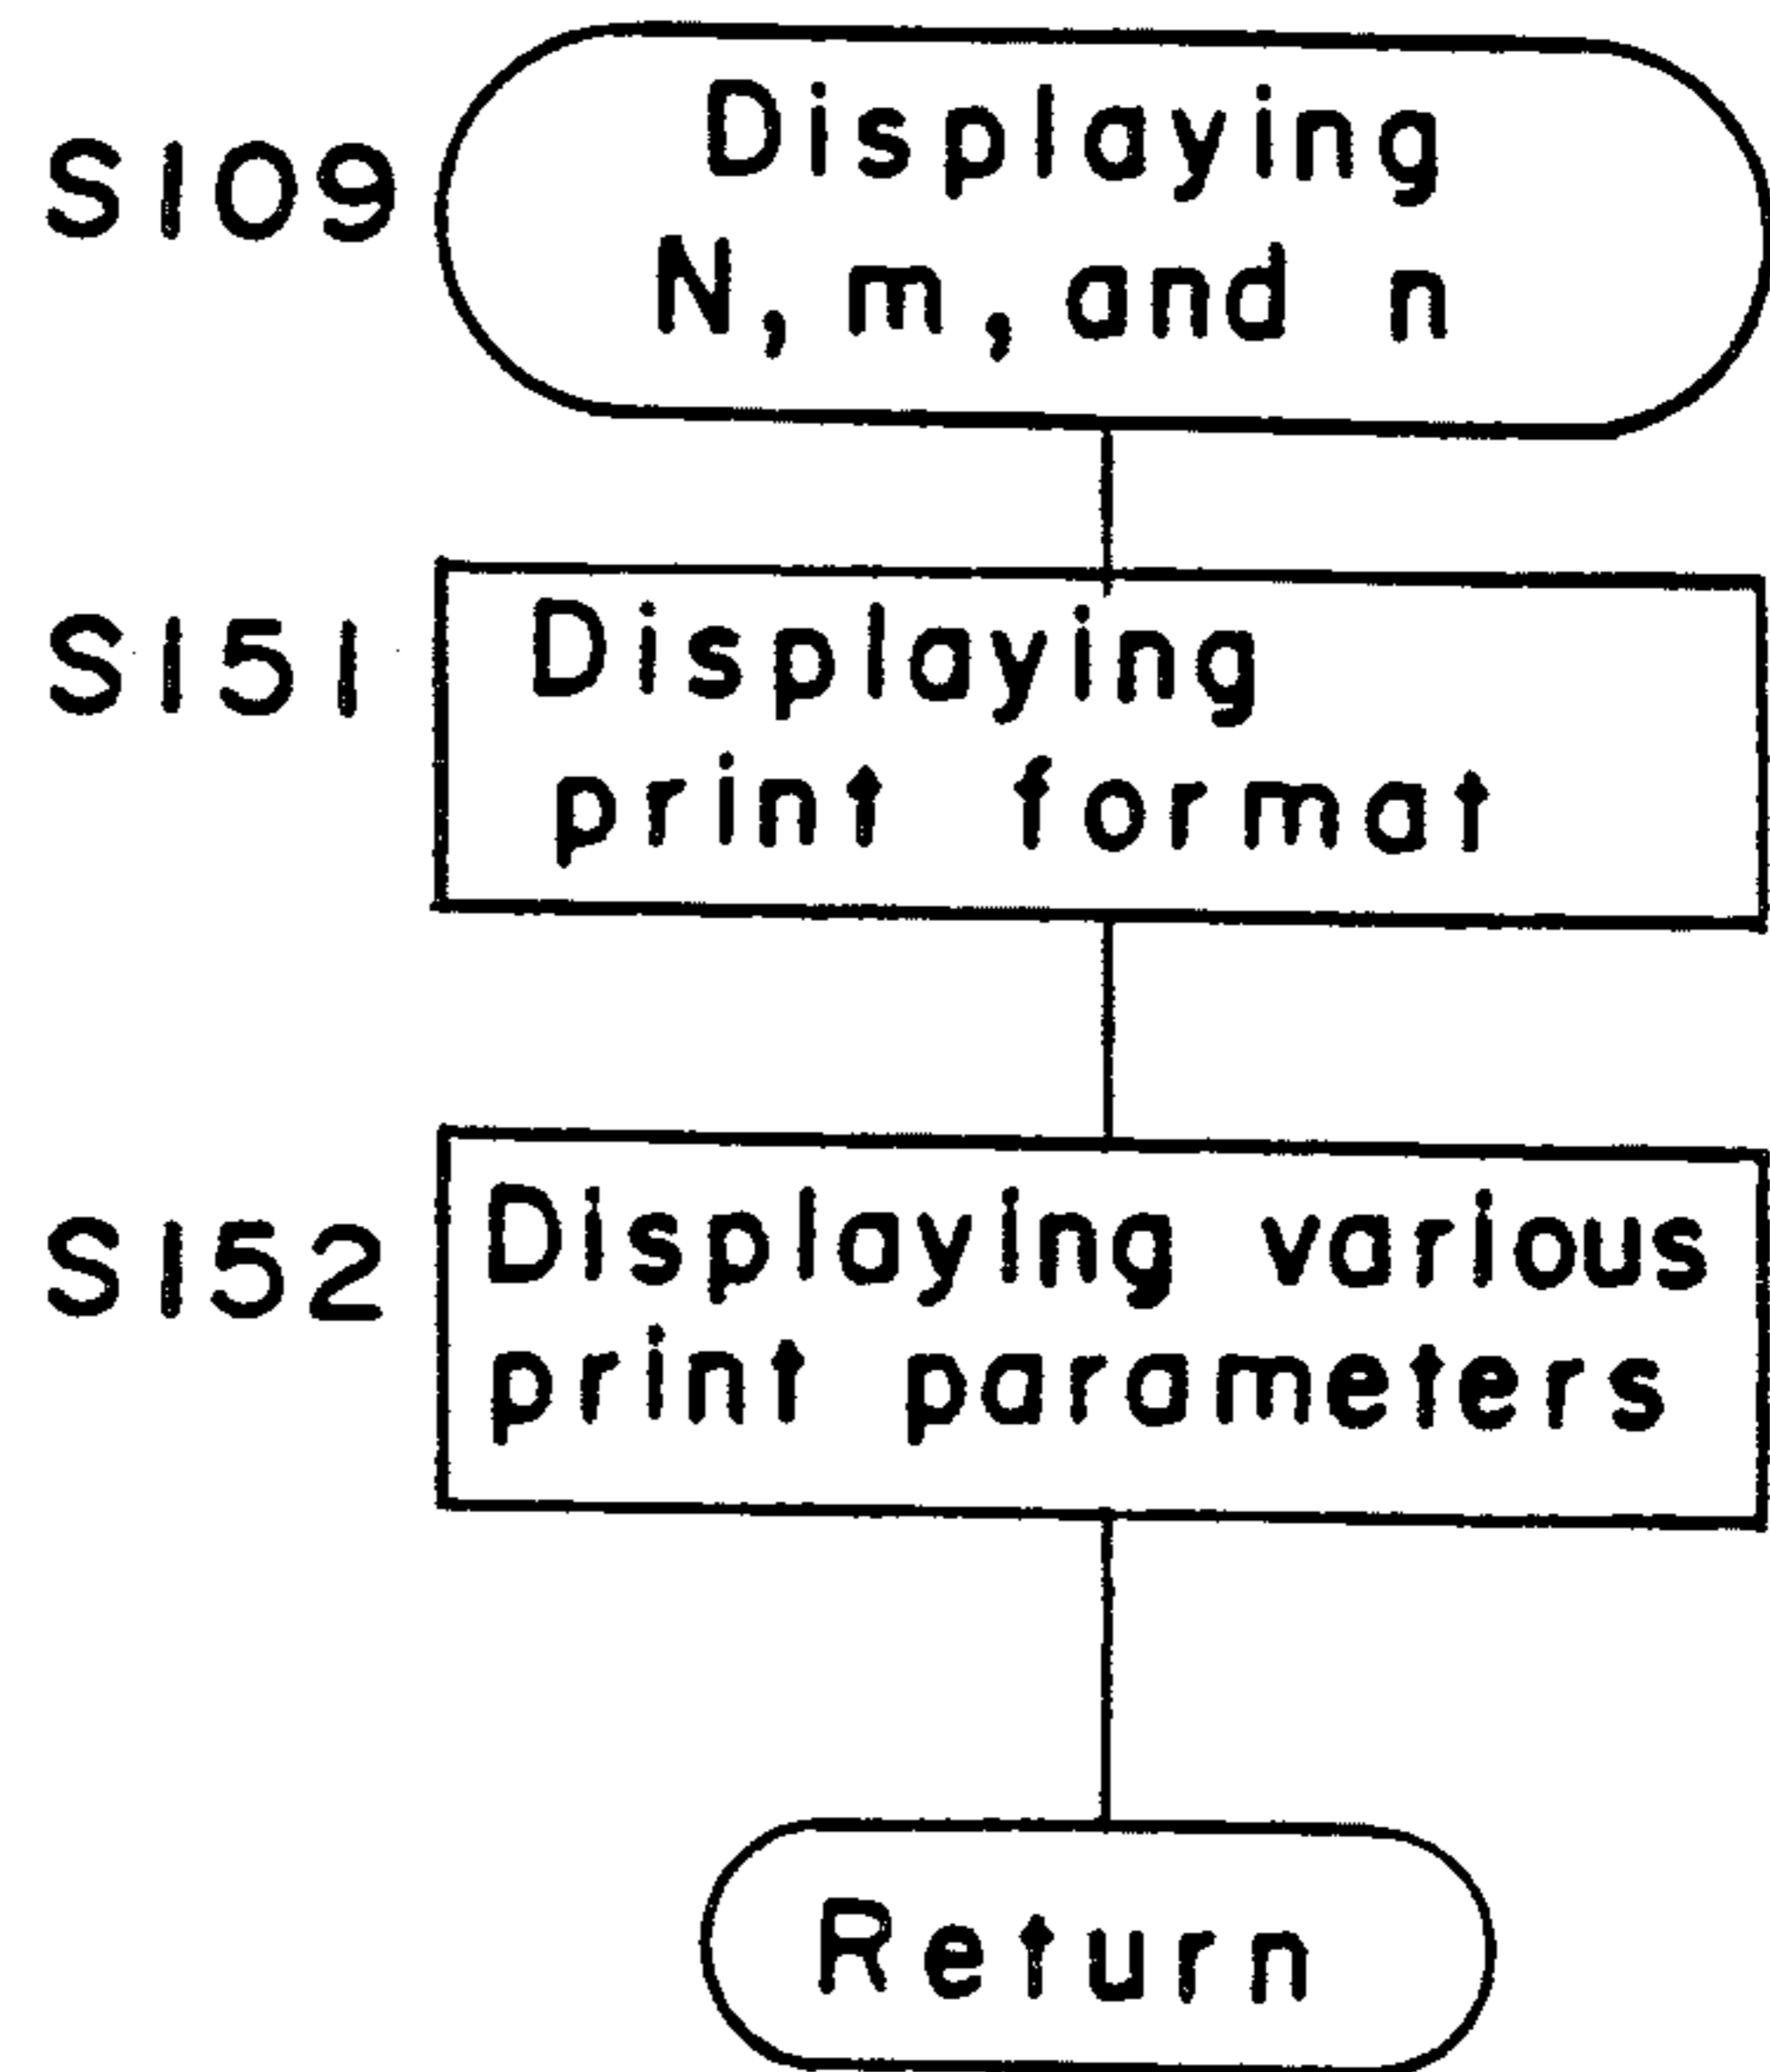 S109
Displaying
N, m, and n
S151
Displaying
print format
S152
Displaying various
print parameters
Return